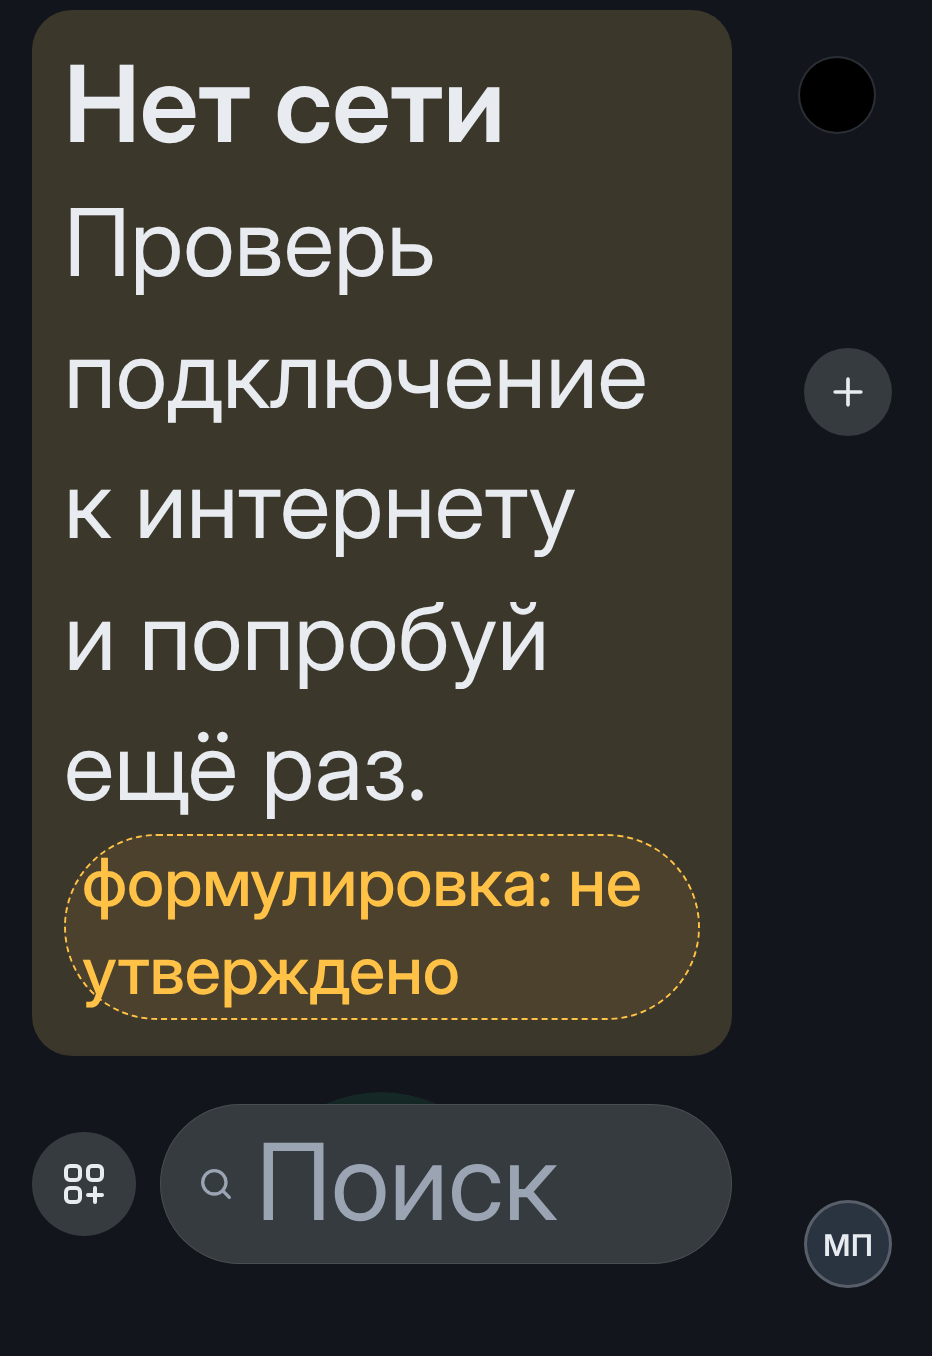 Нет сети
Проверь
подключение
к интернету
и попробуй
ещё раз.
формулировка: не
утверждено
Поиск
МП